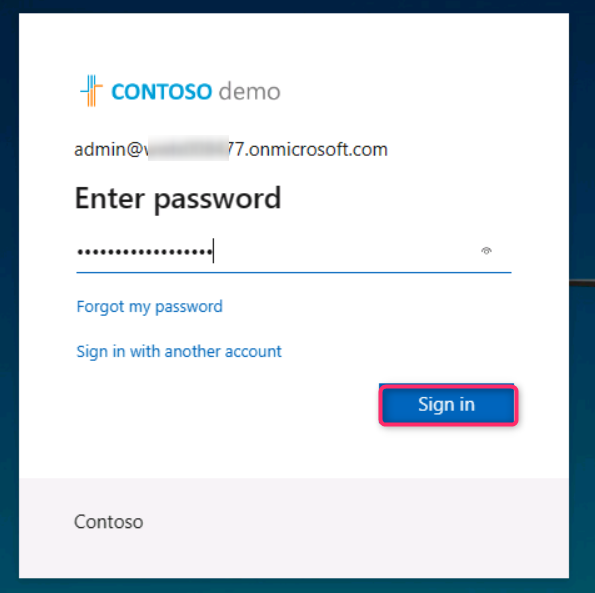 CONTOSO demo
admin@ 77.onmicrosoft.com
Enter password
••••••••••••••••••
Forgot my password
Sign in with another account
Sign in
Contoso